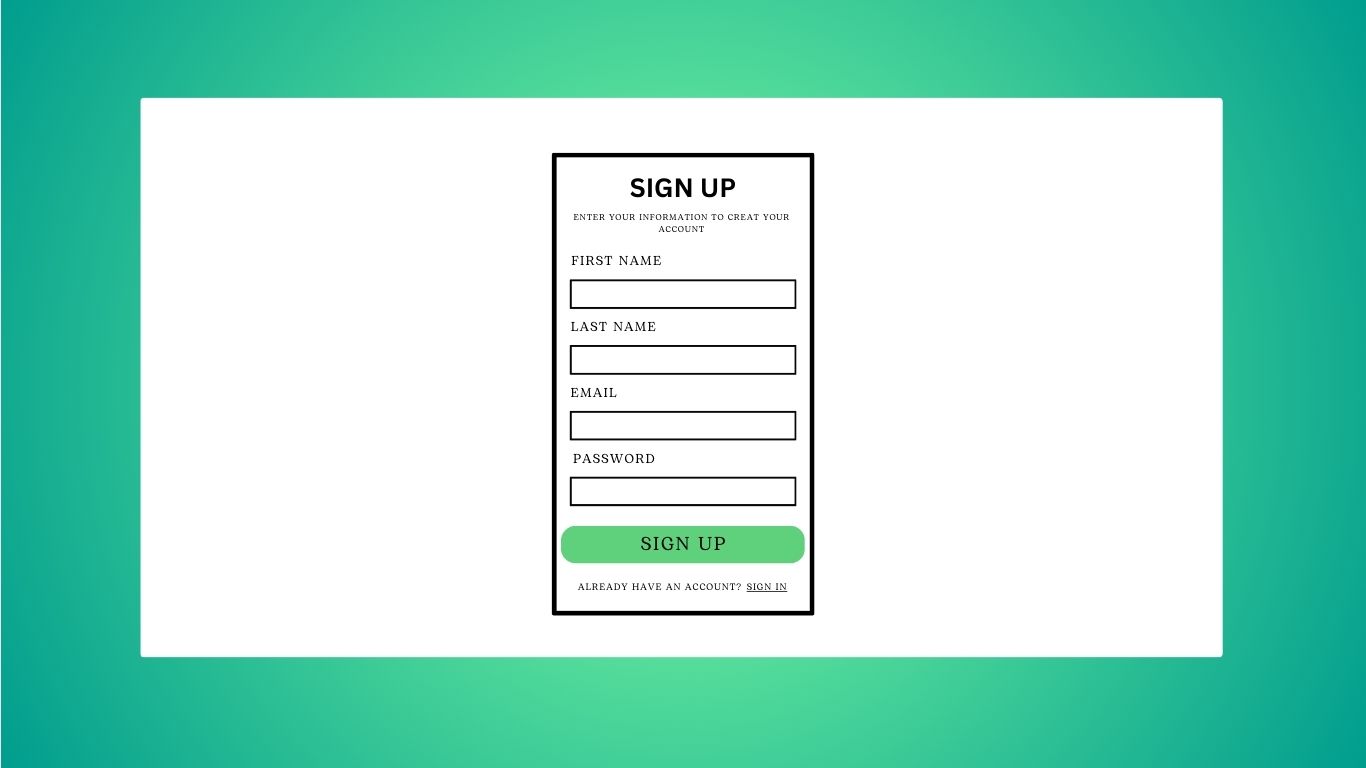 SIGN UP
ENTER YOUR INFORMATION TO CREAT YOUR
ACCOUNT
FIRST NAME
LAST NAME
EMAIL
PASSWORD
SIGN UP
ALREADY HAVE AN ACCOUNT? SIGN IN